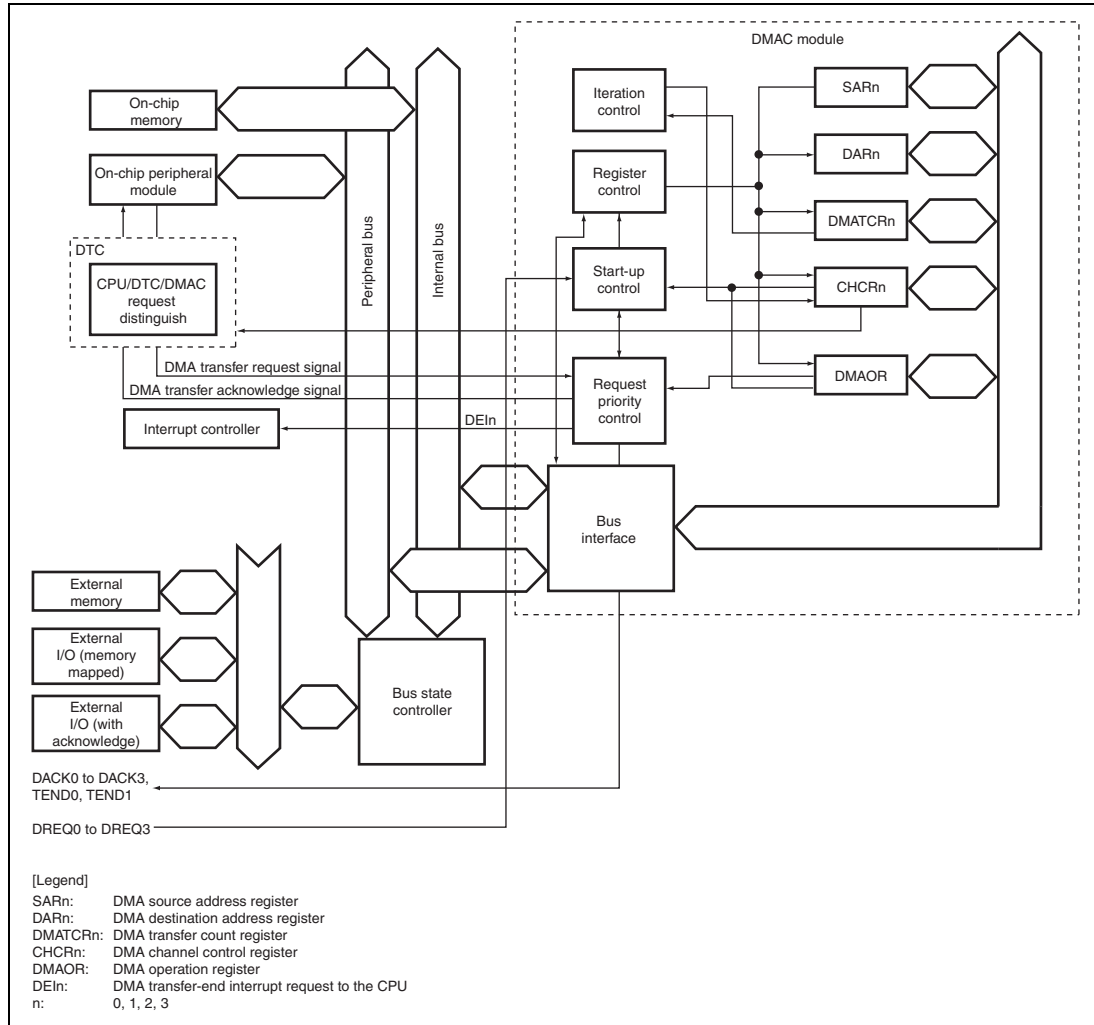 DMAC module
On-chip
memory
On-chip peripheral
module
DTC
CPU/DTC/DMAC
request
distinguish
Peripheral bus
Internal bus
Iteration
control
Register
control
Start-up
control
Request
priority
control
SARn
DARn
DMATCRn
CHCRn
DMAOR
DMA transfer request signal
DMA transfer acknowledge signal
Interrupt controller
DEIn
Bus
interface
External
memory
External
I/O (memory
mapped)
External
I/O (with
acknowledge)
Bus state
controller
DACK0 to DACK3,
TEND0, TEND1
DREQ0 to DREQ3
[Legend]
SARn: DMA source address register
DARn: DMA destination address register
DMATCRn: DMA transfer count register
CHCRn: DMA channel control register
DMAOR: DMA operation register
DEIn: DMA transfer-end interrupt request to the CPU
n: 0, 1, 2, 3